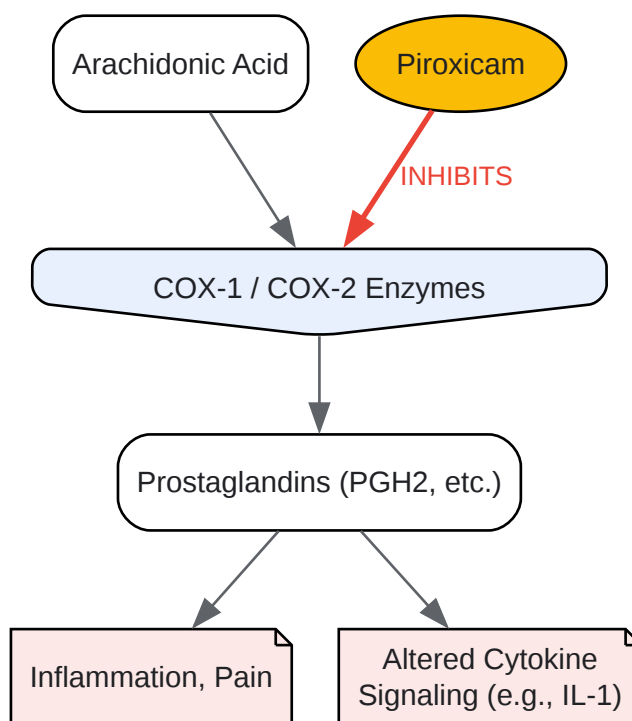 Arachidonic Acid
Piroxicam
INHIBITS
COX-1 / COX-2 Enzymes
Prostaglandins (PGH2, etc.)
Inflammation, Pain
Altered Cytokine
Signaling (e.g., IL-1)